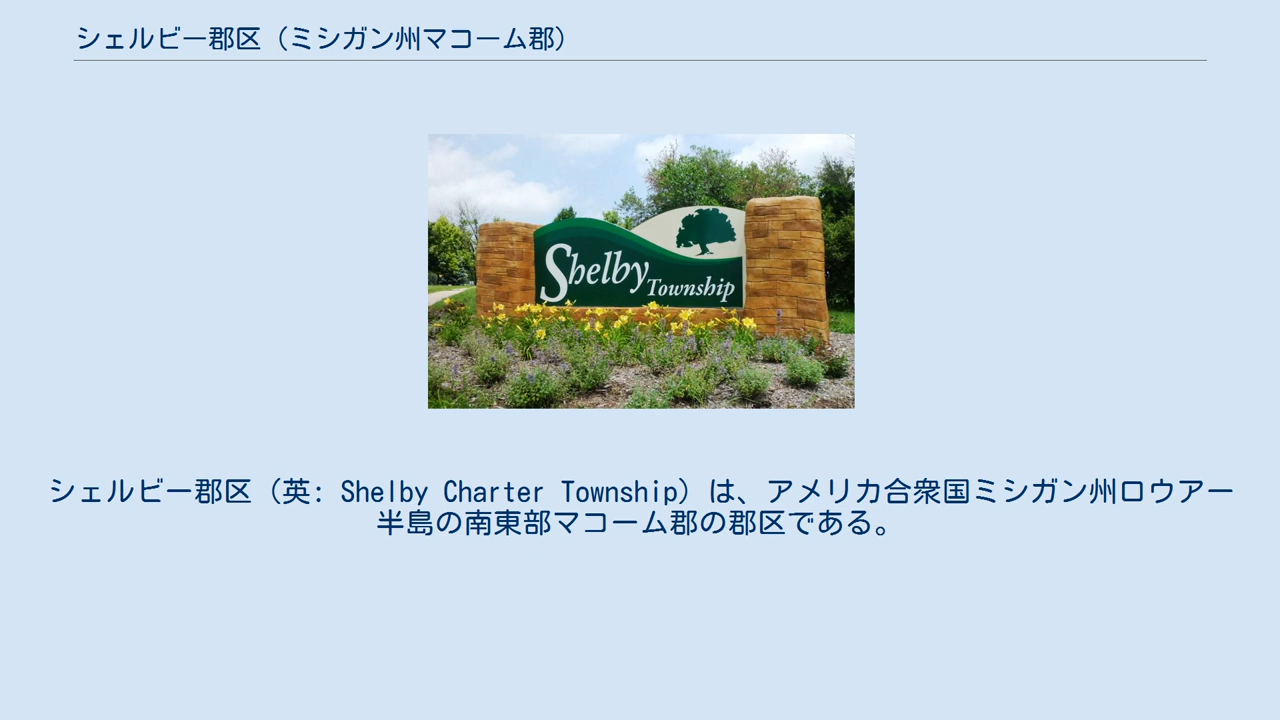 シェルビー郡区（ミシガン州マコーム郡）
Shelby
Township
シェルビー郡区（英: Shelby Charter Township）は、アメリカ合衆国ミシガン州ロウアー
半島の南東部マコーム郡の郡区である。